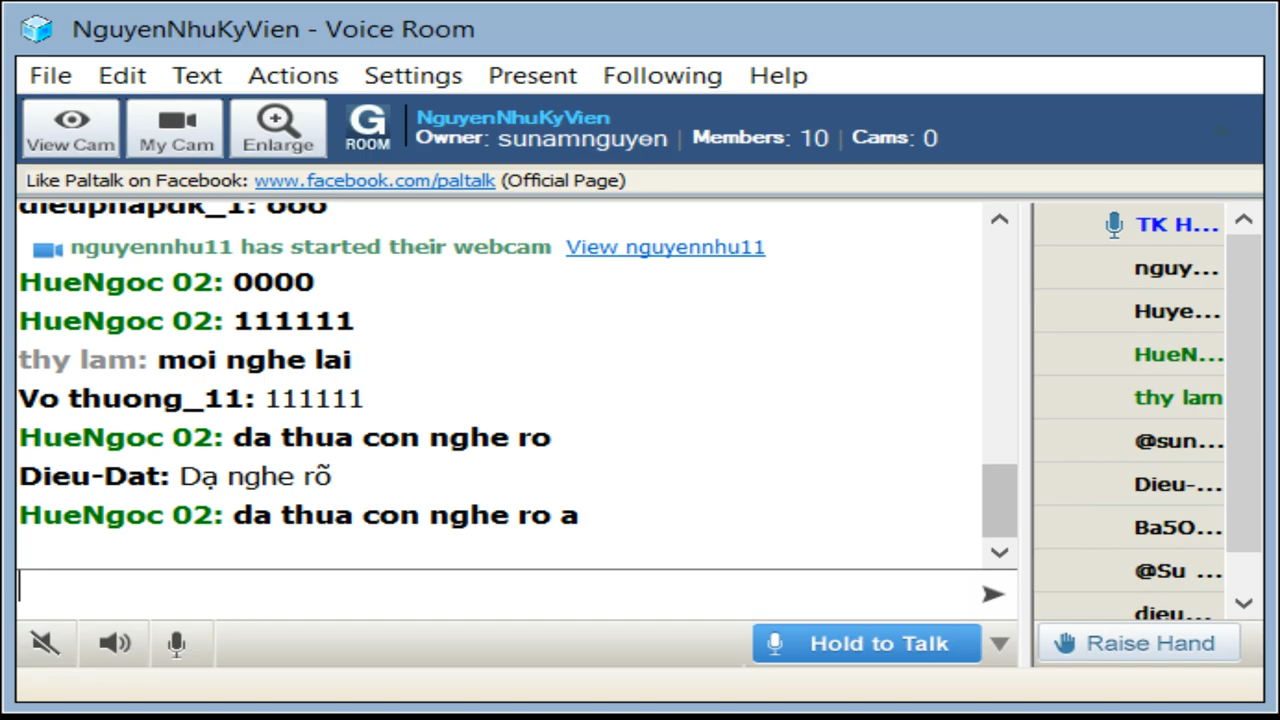 NguyenNhuKyVien - Voice Room
File Edit Text Actions Settings Present Following Help
View Cam My Cam Enlarge G ROOM
NguyenNhuKyVien
Owner: sunamnguyen | Members: 10 | Cams: 0
Like Paltalk on Facebook: www.facebook.com/paltalk (Official Page)
dieuphapdk_1: ooo
nguyennhu11 has started their webcam View nguyennhu11
HueNgoc 02: 0000
HueNgoc 02: 111111
thy lam: moi nghe lai
Vo thuong_11: 111111
HueNgoc 02: da thua con nghe ro
Dieu-Dat: Dạ nghe rõ
HueNgoc 02: da thua con nghe ro a
TK H...
nguy...
Huye...
HueN...
thy lam
@sun...
Dieu-...
Ba5O...
@Su ...
dieu...
Hold to Talk
Raise Hand